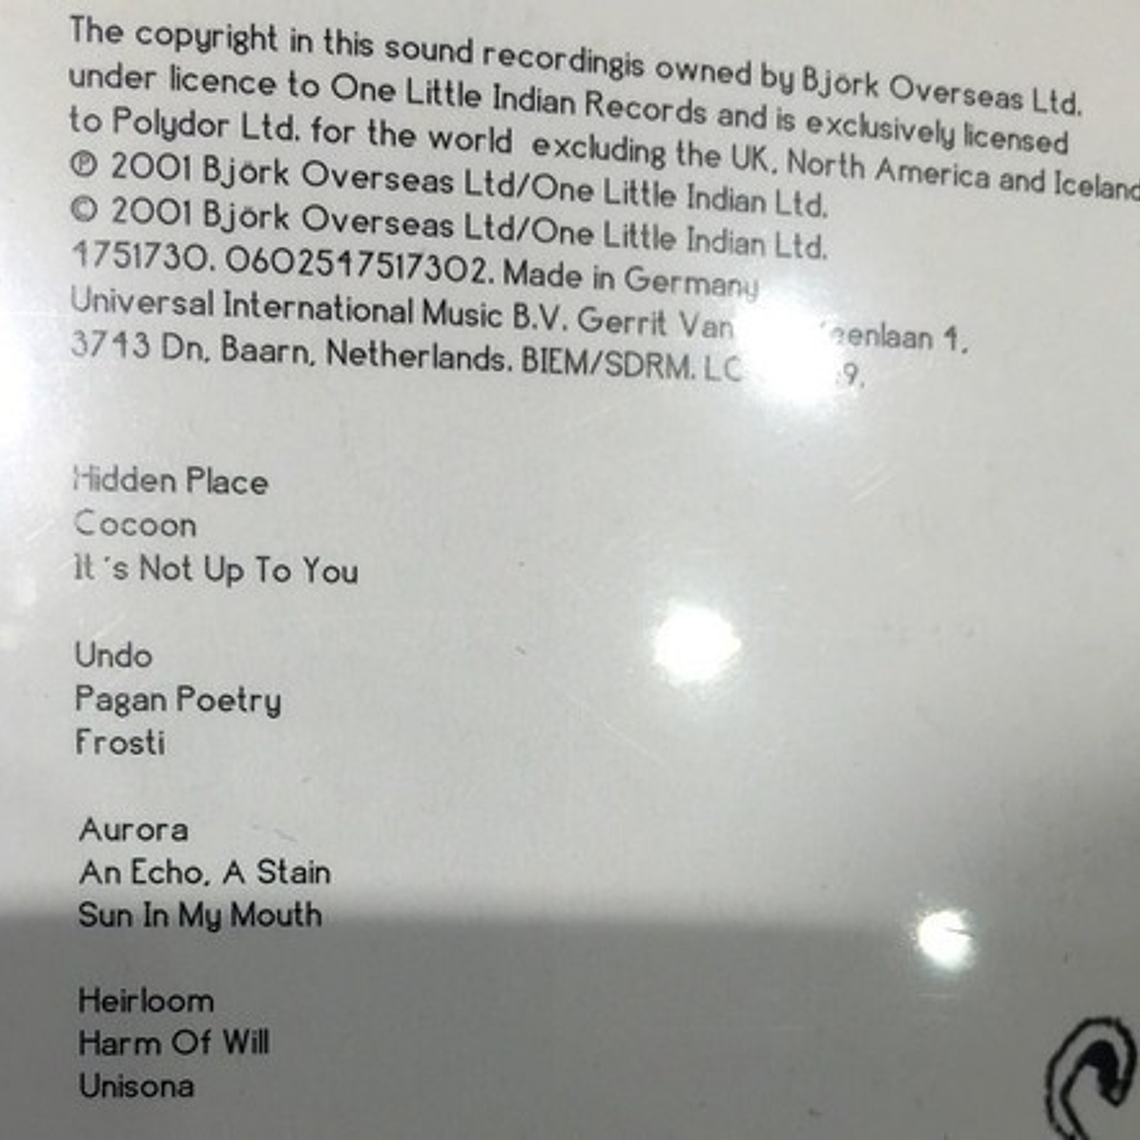 The copyright in this sound recordingis owned by Björk Overseas Ltd.
under licence to One Little Indian Records and is exclusively licensed
to Polydor Ltd. for the world excluding the UK, North America and Iceland
℗ 2001 Björk Overseas Ltd/One Little Indian Ltd.
© 2001 Björk Overseas Ltd/One Little Indian Ltd.
4751730. 0602547517302. Made in Germany
Universal International Music B.V. Gerrit Van 4,
3743 Dn, Baarn, Netherlands. BIEM/SDRM. LC
Hidden Place
Cocoon
It´s Not Up To You
Undo
Pagan Poetry
Frosti
Aurora
An Echo, A Stain
Sun In My Mouth
Heirloom
Harm Of Will
Unisona